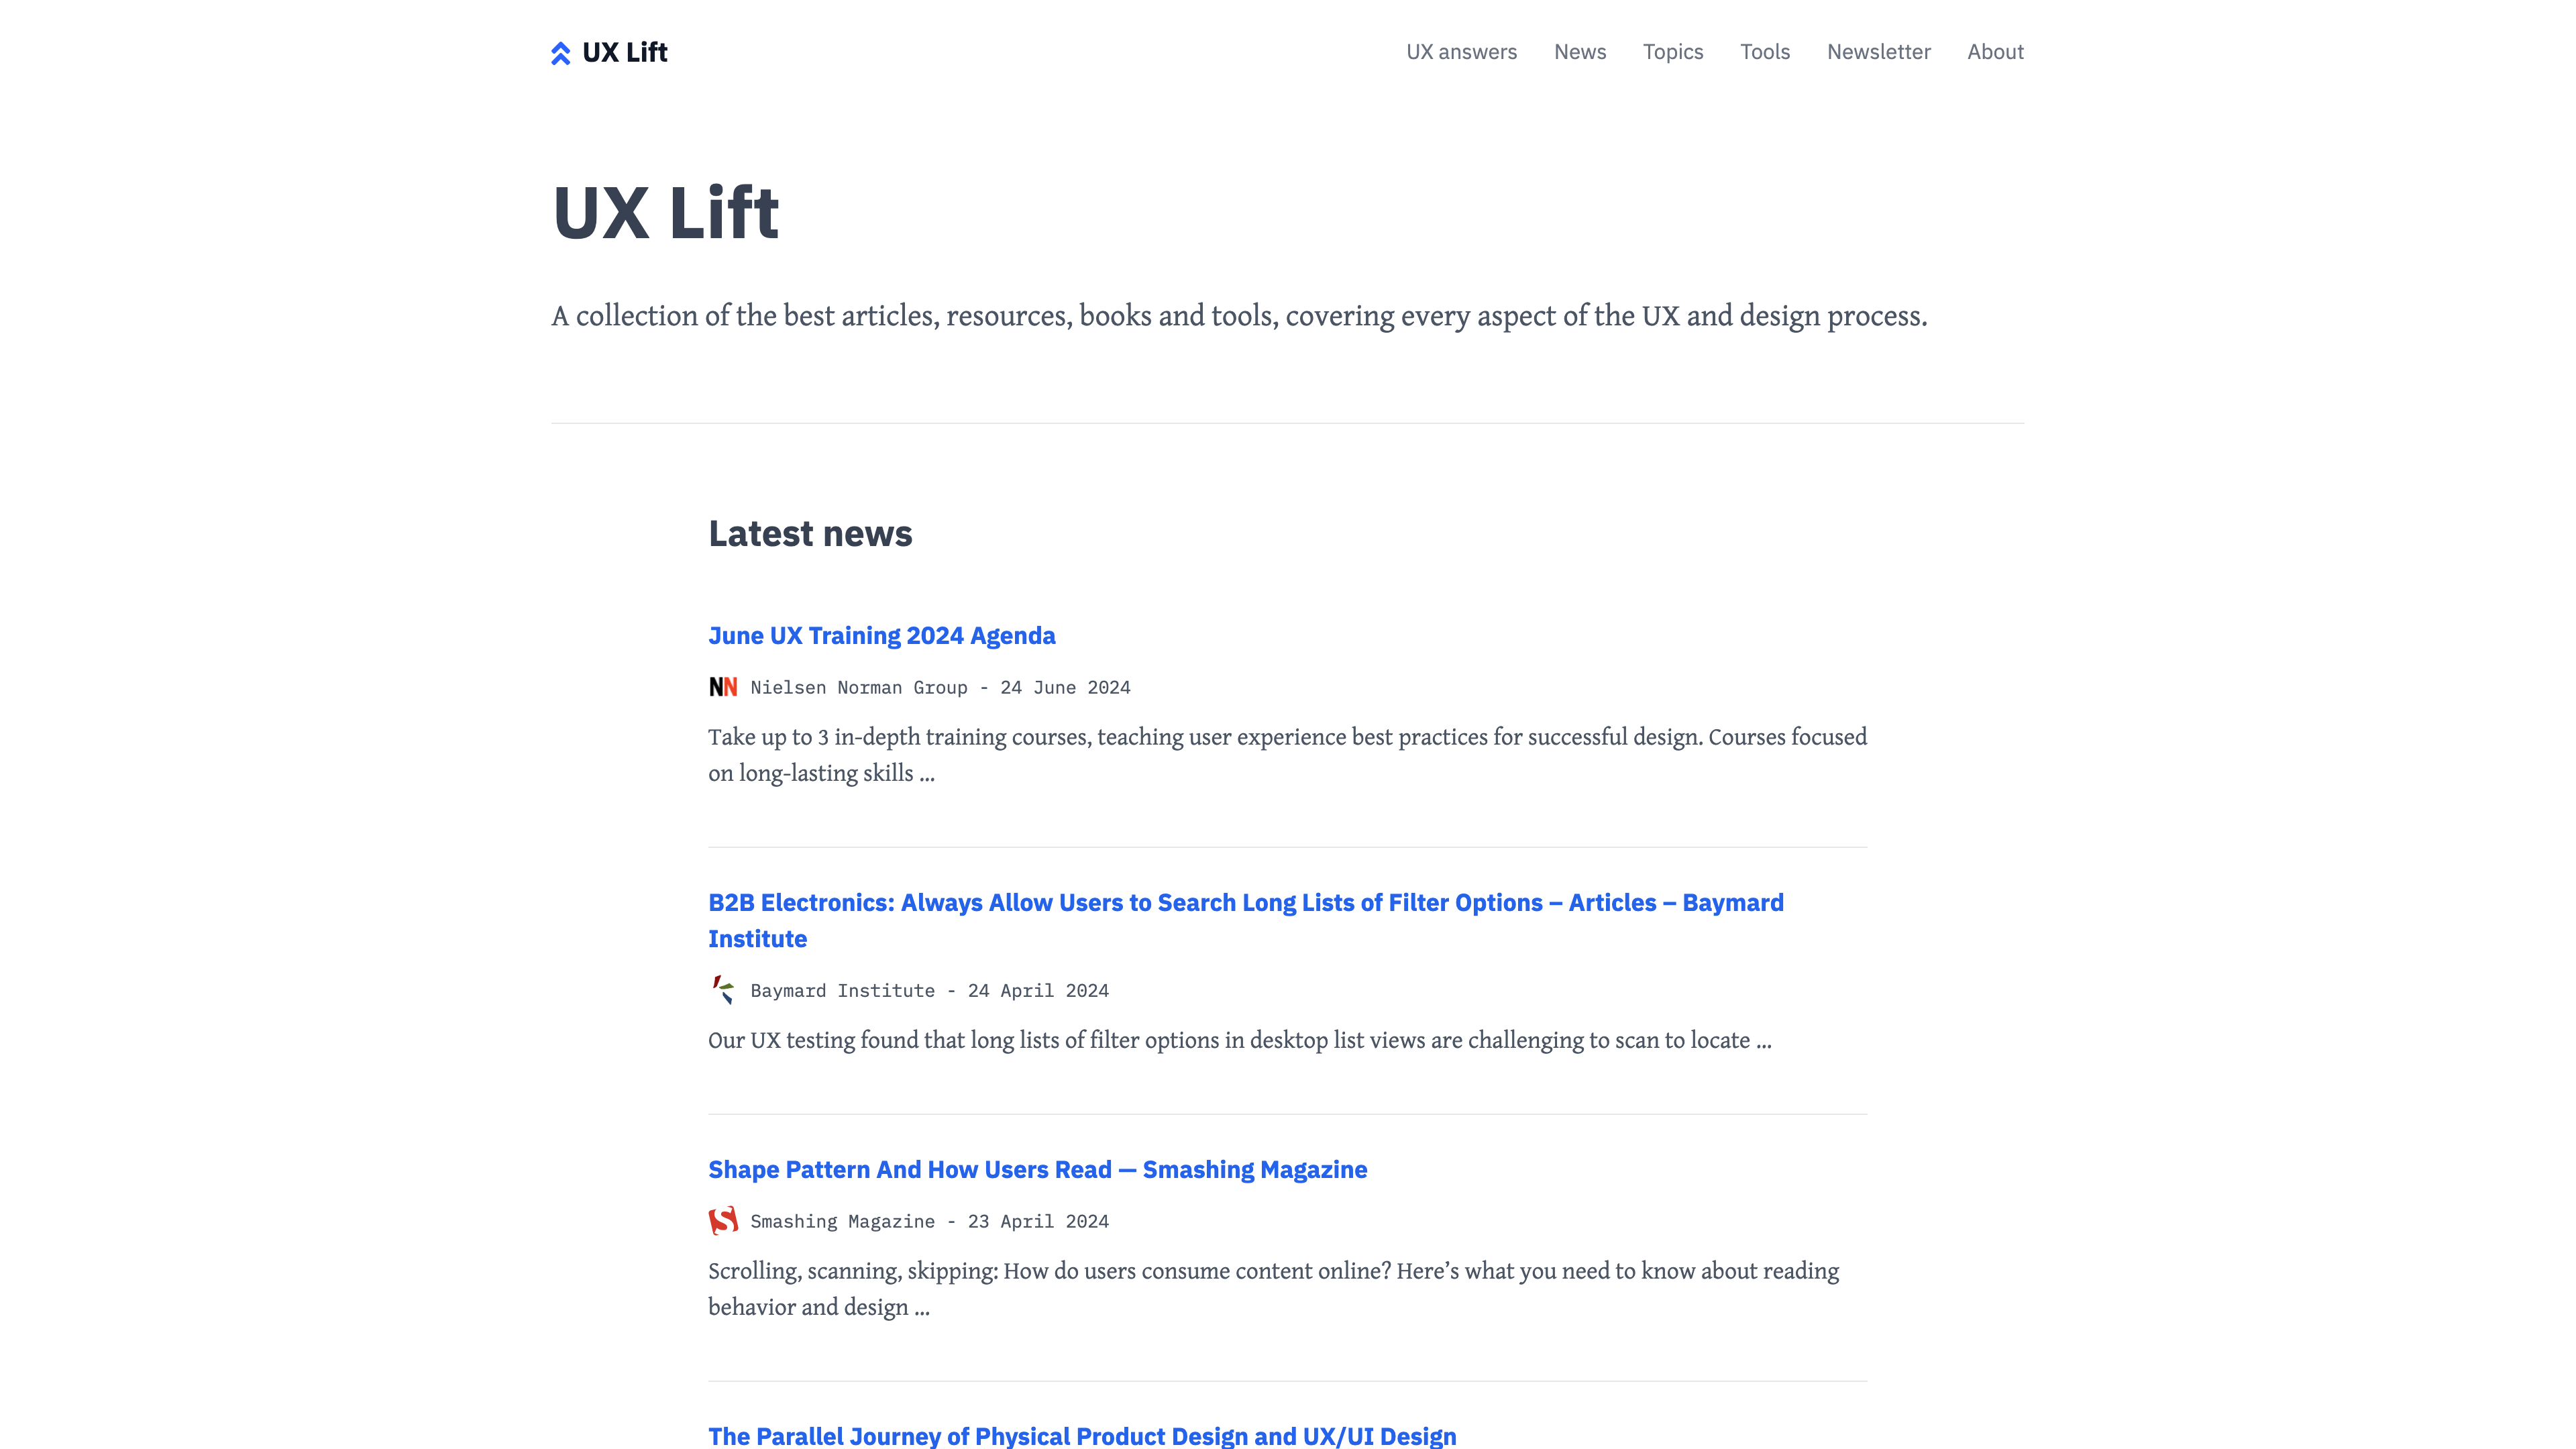 UX Lift
UX answers News Topics Tools Newsletter About
UX Lift
A collection of the best articles, resources, books and tools, covering every aspect of the UX and design process.
Latest news
June UX Training 2024 Agenda
NN Nielsen Norman Group - 24 June 2024
Take up to 3 in-depth training courses, teaching user experience best practices for successful design. Courses focused
on long-lasting skills ...
B2B Electronics: Always Allow Users to Search Long Lists of Filter Options – Articles – Baymard
Institute
Baymard Institute - 24 April 2024
Our UX testing found that long lists of filter options in desktop list views are challenging to scan to locate ...
Shape Pattern And How Users Read — Smashing Magazine
S Smashing Magazine - 23 April 2024
Scrolling, scanning, skipping: How do users consume content online? Here’s what you need to know about reading
behavior and design ...
The Parallel Journey of Physical Product Design and UX/UI Design